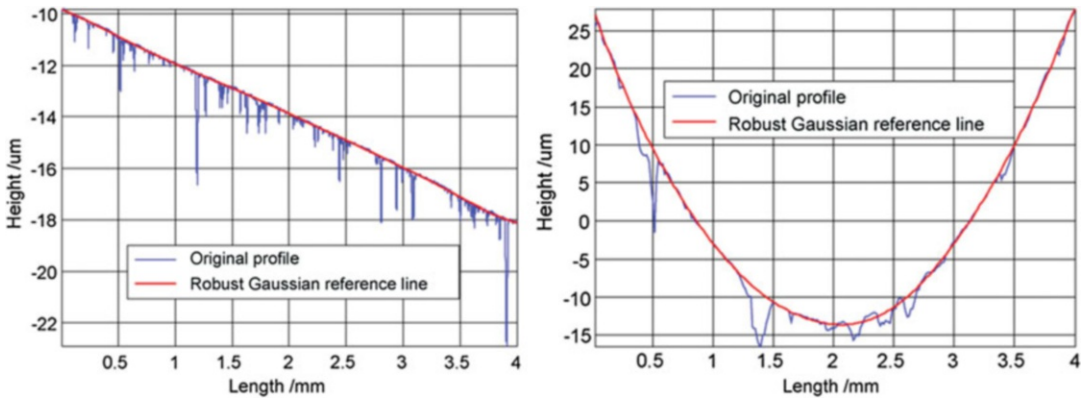 -10
-12
-14
-16
-18
-20
-22
Height /um
0.5 1 1.5 2 2.5 3 3.5 4
Length /mm
Original profile
Robust Gaussian reference line
25
20
15
10
5
0
-5
-10
-15
Height /um
0.5 1 1.5 2 2.5 3 3.5 4
Length /mm
Original profile
Robust Gaussian reference line